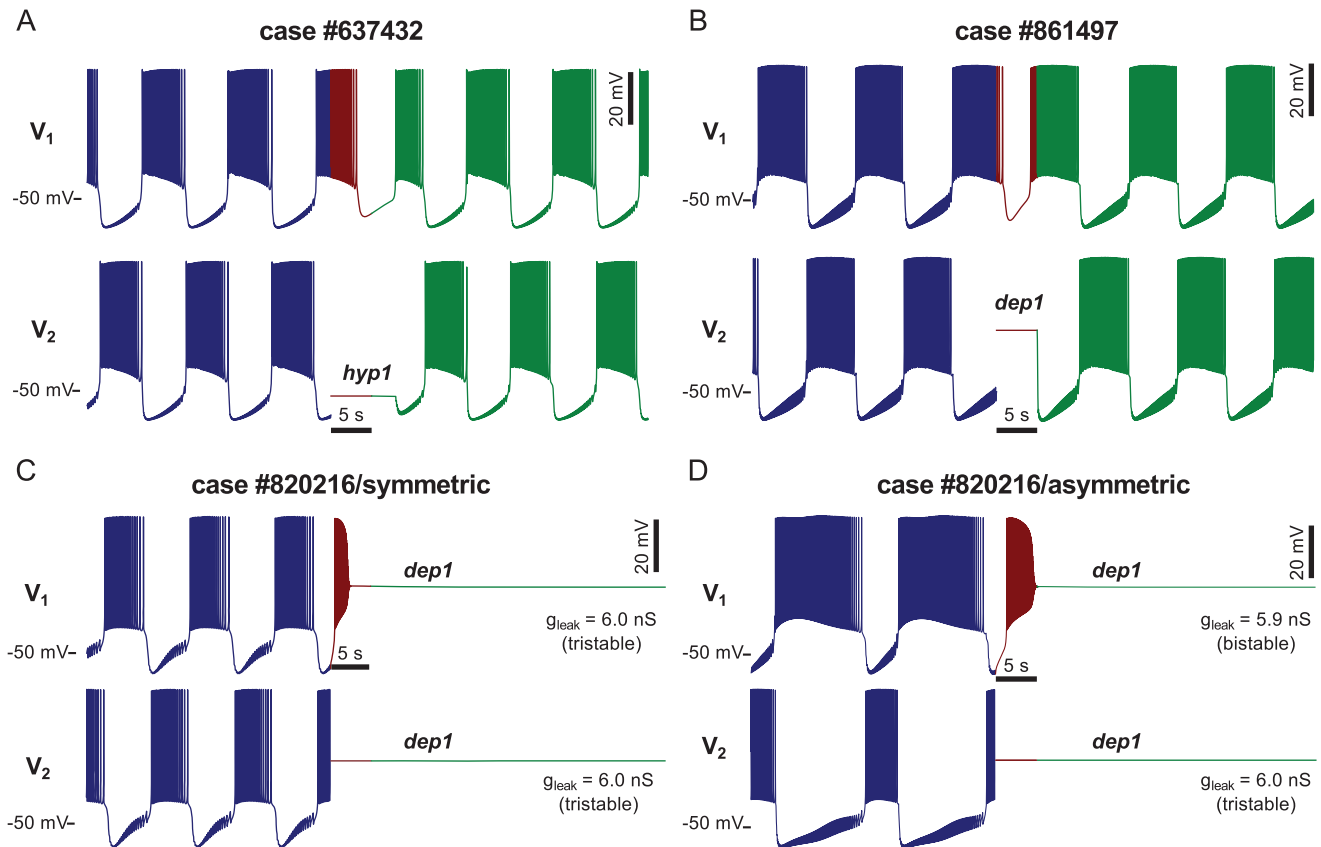 A
case #637432
V1
-50 mV
20 mV
V2
-50 mV
hyp1
5 s
B
case #861497
V1
-50 mV
20 mV
V2
-50 mV
dep1
5 s
C
case #820216/symmetric
V1
-50 mV
20 mV
dep1
gleak = 6.0 nS
(tristable)
5 s
V2
-50 mV
dep1
gleak = 6.0 nS
(tristable)
D
case #820216/asymmetric
V1
-50 mV
20 mV
dep1
gleak = 5.9 nS
(bistable)
5 s
V2
-50 mV
dep1
gleak = 6.0 nS
(tristable)